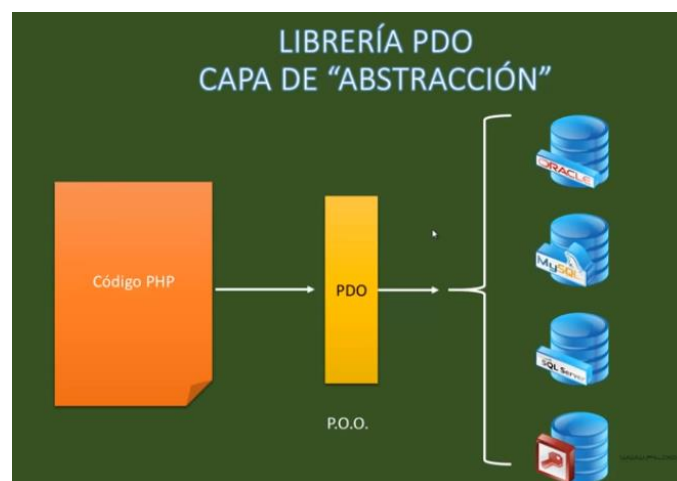 LIBRERÍA PDO
CAPA DE “ABSTRACCIÓN”
ORACLE
Código PHP
PDO
MySQL
SQL Server
P.O.O.